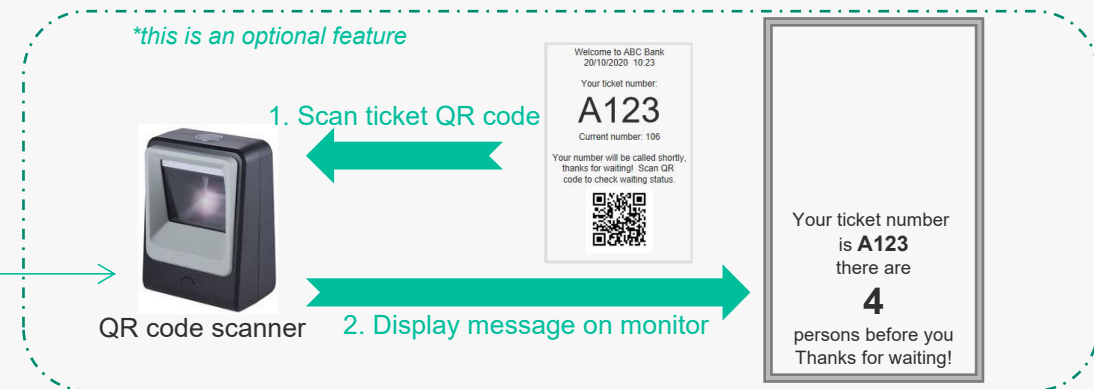 *this is an optional feature
1. Scan ticket QR code
Welcome to ABC Bank
20/10/2020 10:23
Your ticket number:
A123
Current number: 106
Your number will be called shortly,
thanks for waiting! Scan QR
code to check waiting status.
QR code scanner
2. Display message on monitor
Your ticket number
is A123
there are
4
persons before you
Thanks for waiting!